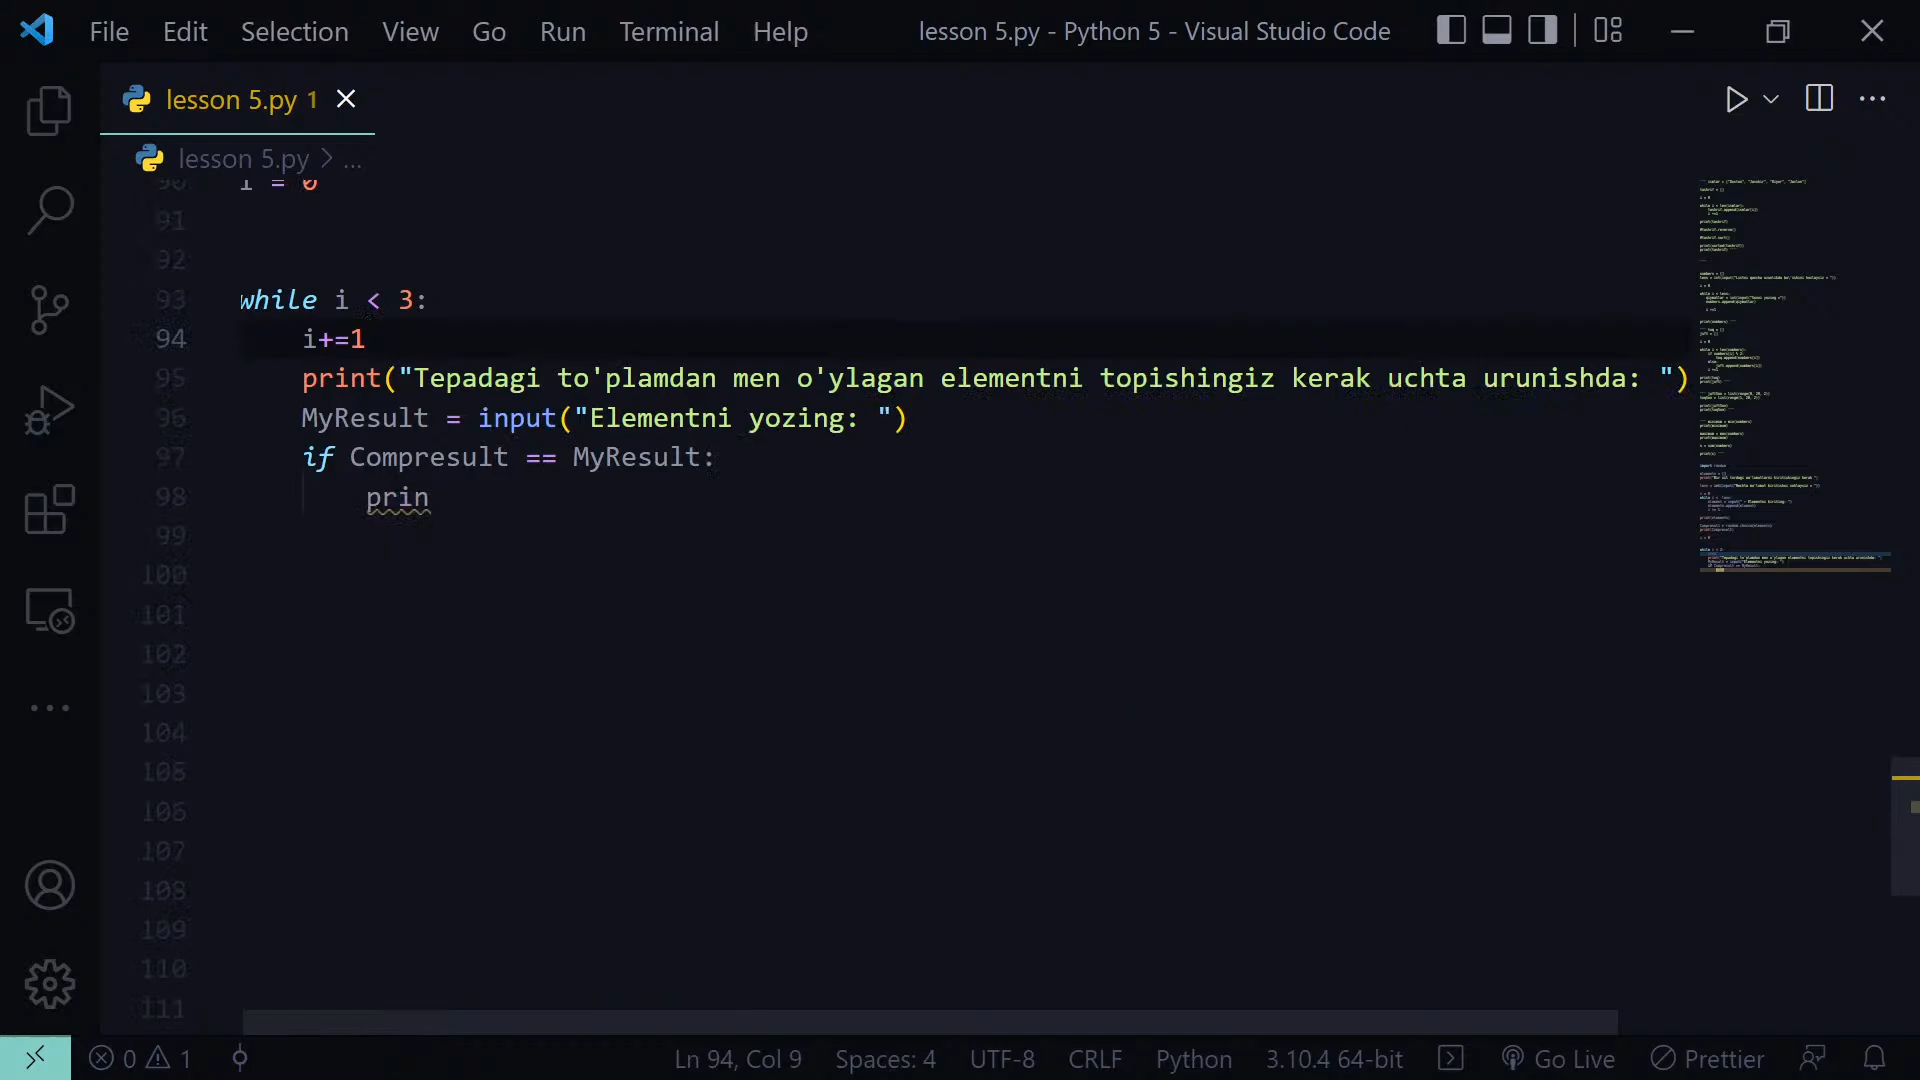 File Edit Selection View Go Run Terminal Help lesson 5.py - Python 5 - Visual Studio Code
lesson 5.py 1
lesson 5.py > ...
90 i = 0
91
92
93 while i < 3:
94 i+=1
95 print("Tepadagi to'plamdan men o'ylagan elementni topishingiz kerak uchta urunishda: ")
96 MyResult = input("Elementni yozing: ")
97 if Compresult == MyResult:
98 prin
99
100
101
102
103
104
105
106
107
108
109
110
111
0 1 Ln 94, Col 9 Spaces: 4 UTF-8 CRLF Python 3.10.4 64-bit Go Live Prettier